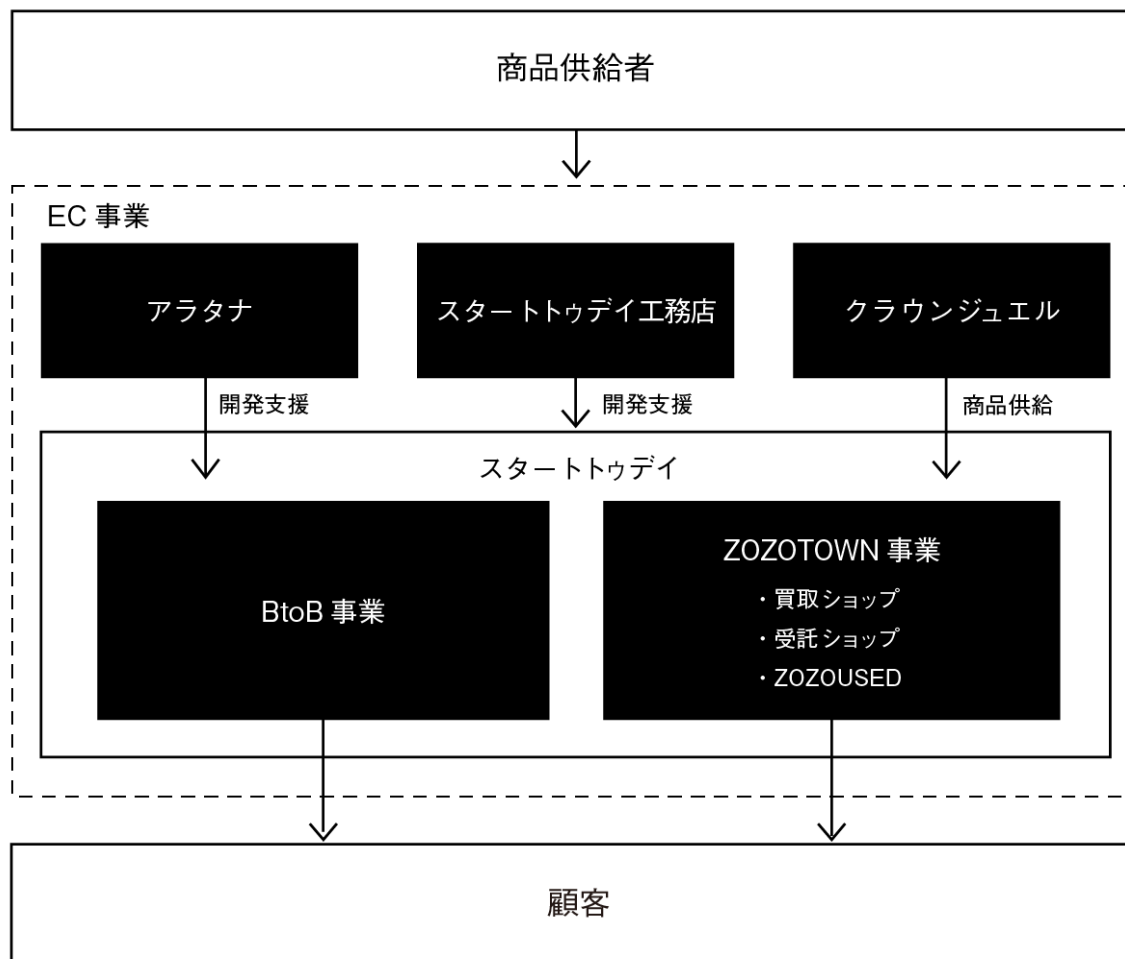 商品供給者
EC 事業
アラタナ
スタートトゥデイ工務店
クラウンジュエル
開発支援
開発支援
商品供給
スタートトゥデイ
BtoB 事業
ZOZOTOWN 事業
・買取ショップ
・受託ショップ
・ZOZOUSED
顧客